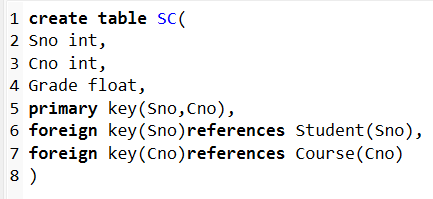 1 create table SC(
2 Sno int,
3 Cno int,
4 Grade float,
5 primary key(Sno,Cno),
6 foreign key(Sno)references Student(Sno),
7 foreign key(Cno)references Course(Cno)
8 )